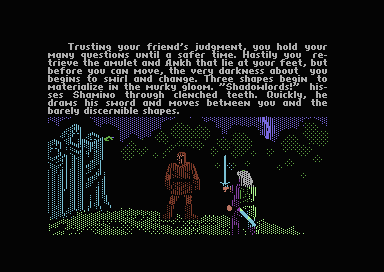 Trusting your friend's judgment, you hold your
many questions until a safer time. Hastily you re-
trieve the amulet and Ankh that lie at your feet, but
before you can move, the very darkness about you
begins to swirl and change. Three shapes begin to
materialize in the murky gloom. "Shadowlords!" his-
ses Shamino through clenched teeth. Quickly, he
draws his sword and moves between you and the
barely discernible shapes.